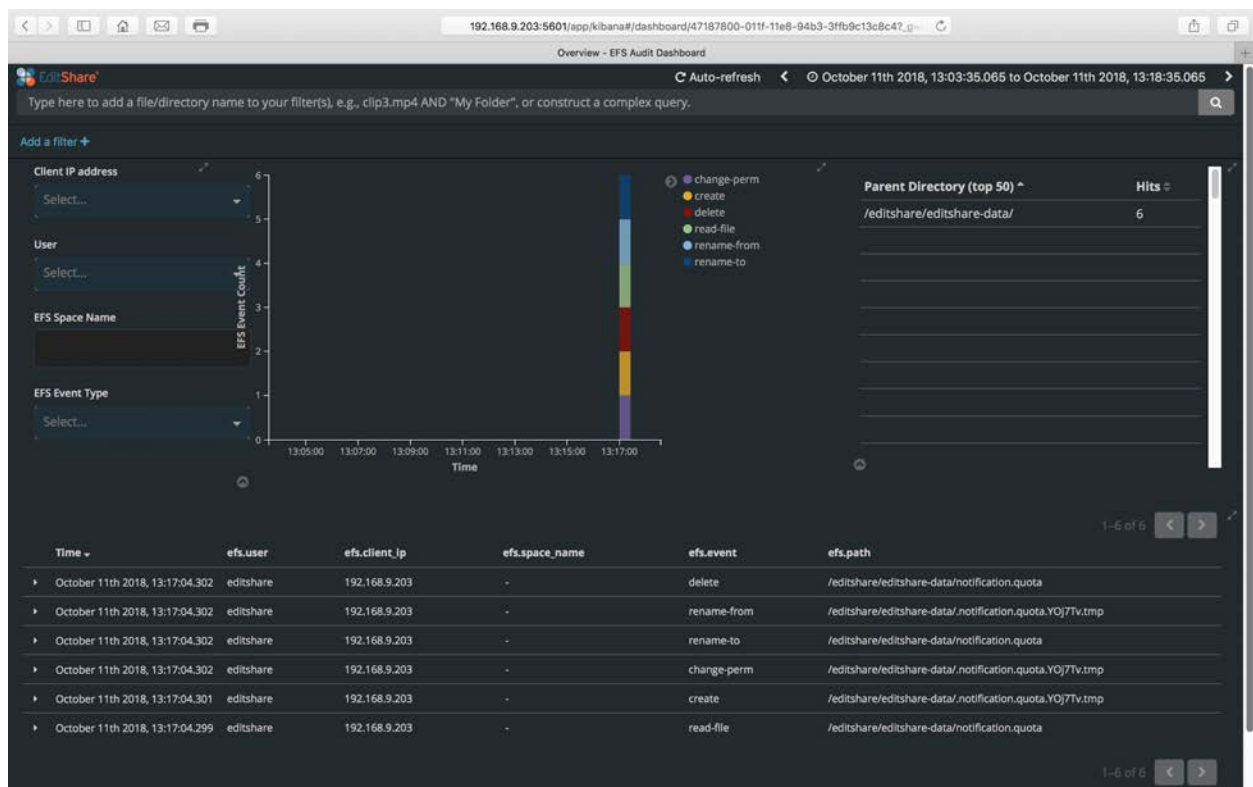 192.168.9.203:5601/app/kibana#/dashboard/47187800-011f-11e8-94b3-3ffb9c13c8c4?_g=
Overview - EFS Audit Dashboard
EditShare
Auto-refresh
October 11th 2018, 13:03:35.065 to October 11th 2018, 13:18:35.065
Type here to add a file/directory name to your filter(s), e.g., clip3.mp4 AND "My Folder", or construct a complex query.
Add a filter +
Client IP address
Select...
User
Select...
EFS Space Name
EFS Event Type
Select...
EFS Event Count
6
5
4
3
2
1
0
13:05:00 13:07:00 13:09:00 13:11:00 13:13:00 13:15:00 13:17:00
Time
change-perm
create
delete
read-file
rename-from
rename-to
Parent Directory (top 50) Hits
/editshare/editshare-data/ 6
1–6 of 6
Time efs.user efs.client_ip efs.space_name efs.event efs.path
October 11th 2018, 13:17:04.302 editshare 192.168.9.203 - delete /editshare/editshare-data/notification.quota
October 11th 2018, 13:17:04.302 editshare 192.168.9.203 - rename-from /editshare/editshare-data/.notification.quota.YOj7Tv.tmp
October 11th 2018, 13:17:04.302 editshare 192.168.9.203 - rename-to /editshare/editshare-data/notification.quota
October 11th 2018, 13:17:04.302 editshare 192.168.9.203 - change-perm /editshare/editshare-data/.notification.quota.YOj7Tv.tmp
October 11th 2018, 13:17:04.301 editshare 192.168.9.203 - create /editshare/editshare-data/.notification.quota.YOj7Tv.tmp
October 11th 2018, 13:17:04.299 editshare 192.168.9.203 - read-file /editshare/editshare-data/notification.quota
1–6 of 6